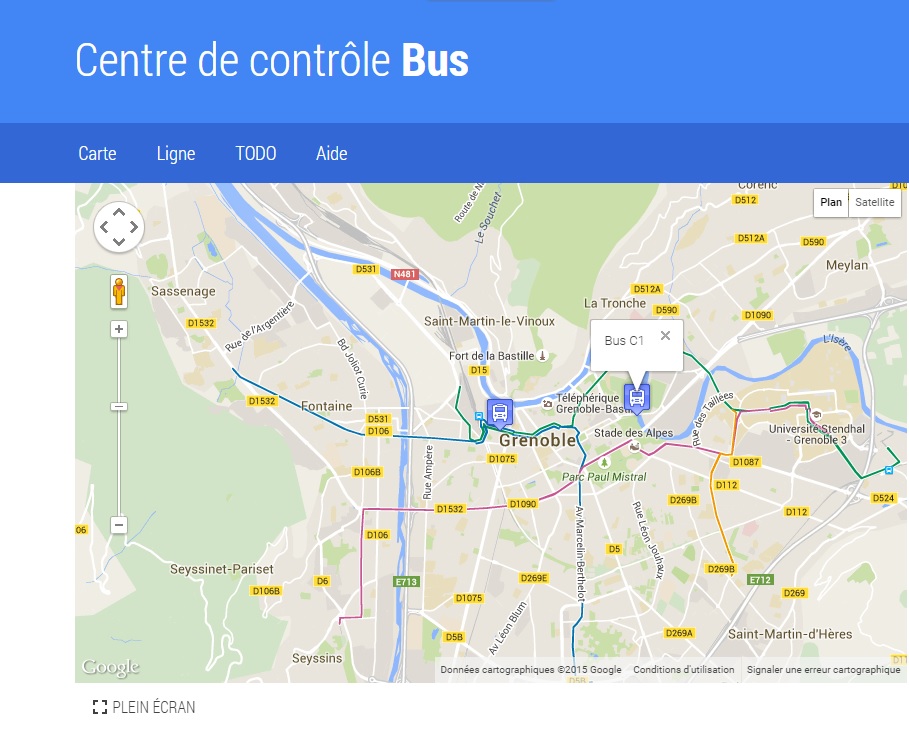 Centre de contrôle Bus
Carte Ligne TODO Aide
Corenc
Plan Satellite
D512
Route de N
Le Souchet
D512A
D590
D531
N481
Meylan
Sassenage
D512A
La Tronche
D590
D1090
D1532
Rue de l'Argentière
Saint-Martin-le-Vinoux
Bus C1
L'Isère
Bd Joliot Curie
Fort de la Bastille
D15
D1532
Fontaine
Téléphérique
Grenoble-Basti
Rue des Taillées
D531
D106
Grenoble
Stade des Alpes
Université Stendhal
- Grenoble 3
D1075
D1087
D106B
Rue Ampère
Parc Paul Mistral
D112
D524
D1532
D1090
D269B
D112
06
D106
Av Marcelin Berthelot
Rue Léon Jouhaux
D5
Seyssinet-Pariset
D6
E713
D269E
D269B
E712
D106B
D1075
D269
Av Léon Blum
D5B
D269A
Saint-Martin-d'Hères
Seyssins
Google
Données cartographiques ©2015 Google Conditions d'utilisation Signaler une erreur cartographique
D5B
PLEIN ÉCRAN